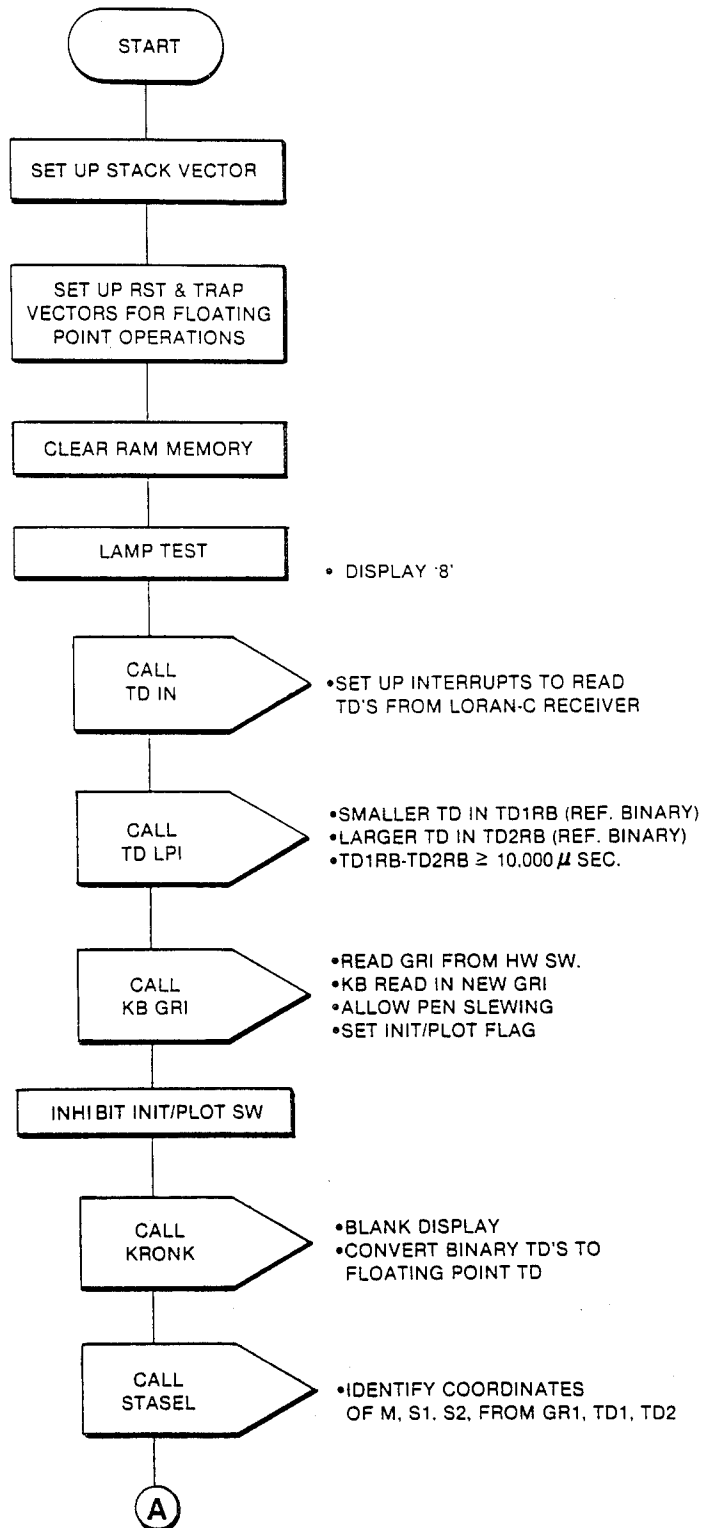 START
SET UP STACK VECTOR
SET UP RST & TRAP
VECTORS FOR FLOATING
POINT OPERATIONS
CLEAR RAM MEMORY
LAMP TEST
• DISPLAY '8'
CALL
TD IN
•SET UP INTERRUPTS TO READ
TD'S FROM LORAN-C RECEIVER
CALL
TD LPI
•SMALLER TD IN TD1RB (REF. BINARY)
•LARGER TD IN TD2RB (REF. BINARY)
•TD1RB-TD2RB ≥ 10,000 μ SEC.
CALL
KB GRI
•READ GRI FROM HW SW.
•KB READ IN NEW GRI
•ALLOW PEN SLEWING
•SET INIT/PLOT FLAG
INHIBIT INIT/PLOT SW
CALL
KRONK
•BLANK DISPLAY
•CONVERT BINARY TD'S TO
FLOATING POINT TD
CALL
STASEL
•IDENTIFY COORDINATES
OF M, S1, S2, FROM GR1, TD1, TD2
A